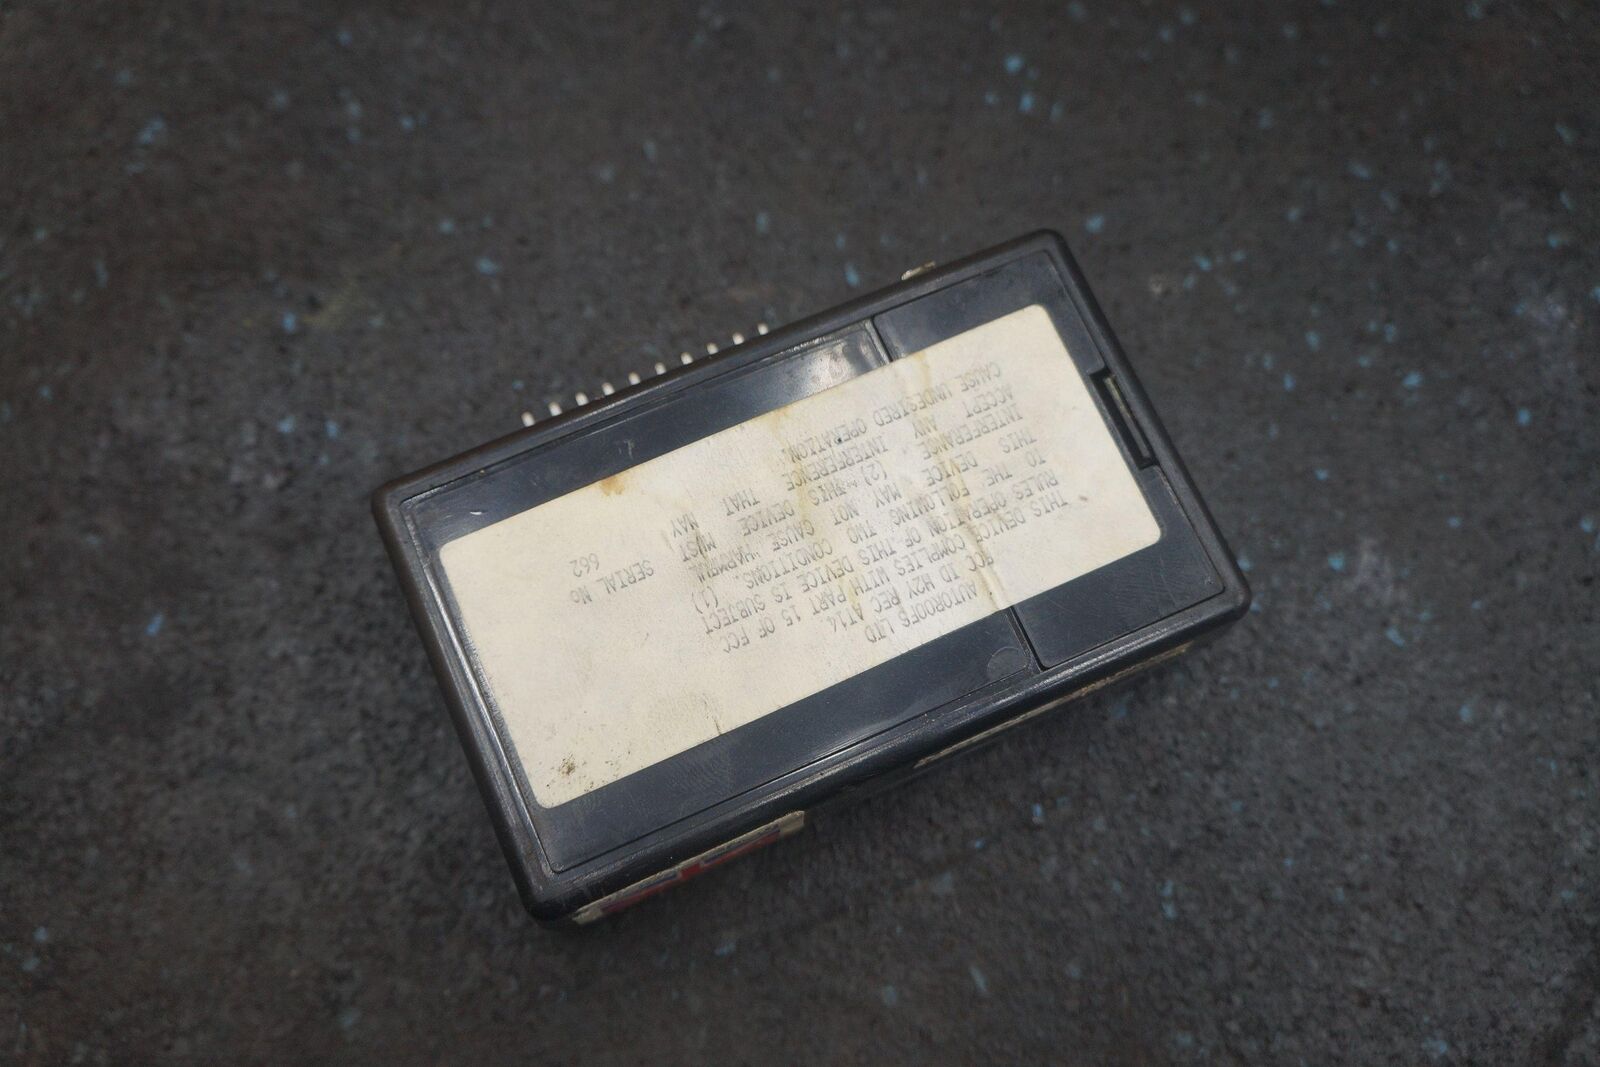 AUTOROOFS LTD
FCC ID H2Y REC AT14
THIS DEVICE COMPLIES WITH PART 15 OF FCC
RULES OPERATION OF THIS DEVICE IS SUBJECT
TO THE FOLLOWING TWO CONDITIONS. (1)
THIS DEVICE MAY NOT CAUSE HARMFUL
INTERFERANCE. (2) THIS DEVICE MUST
ACCEPT ANY INTERFERENCE THAT MAY
CAUSE UNDESIRED OPERATION.
SERIAL No
662